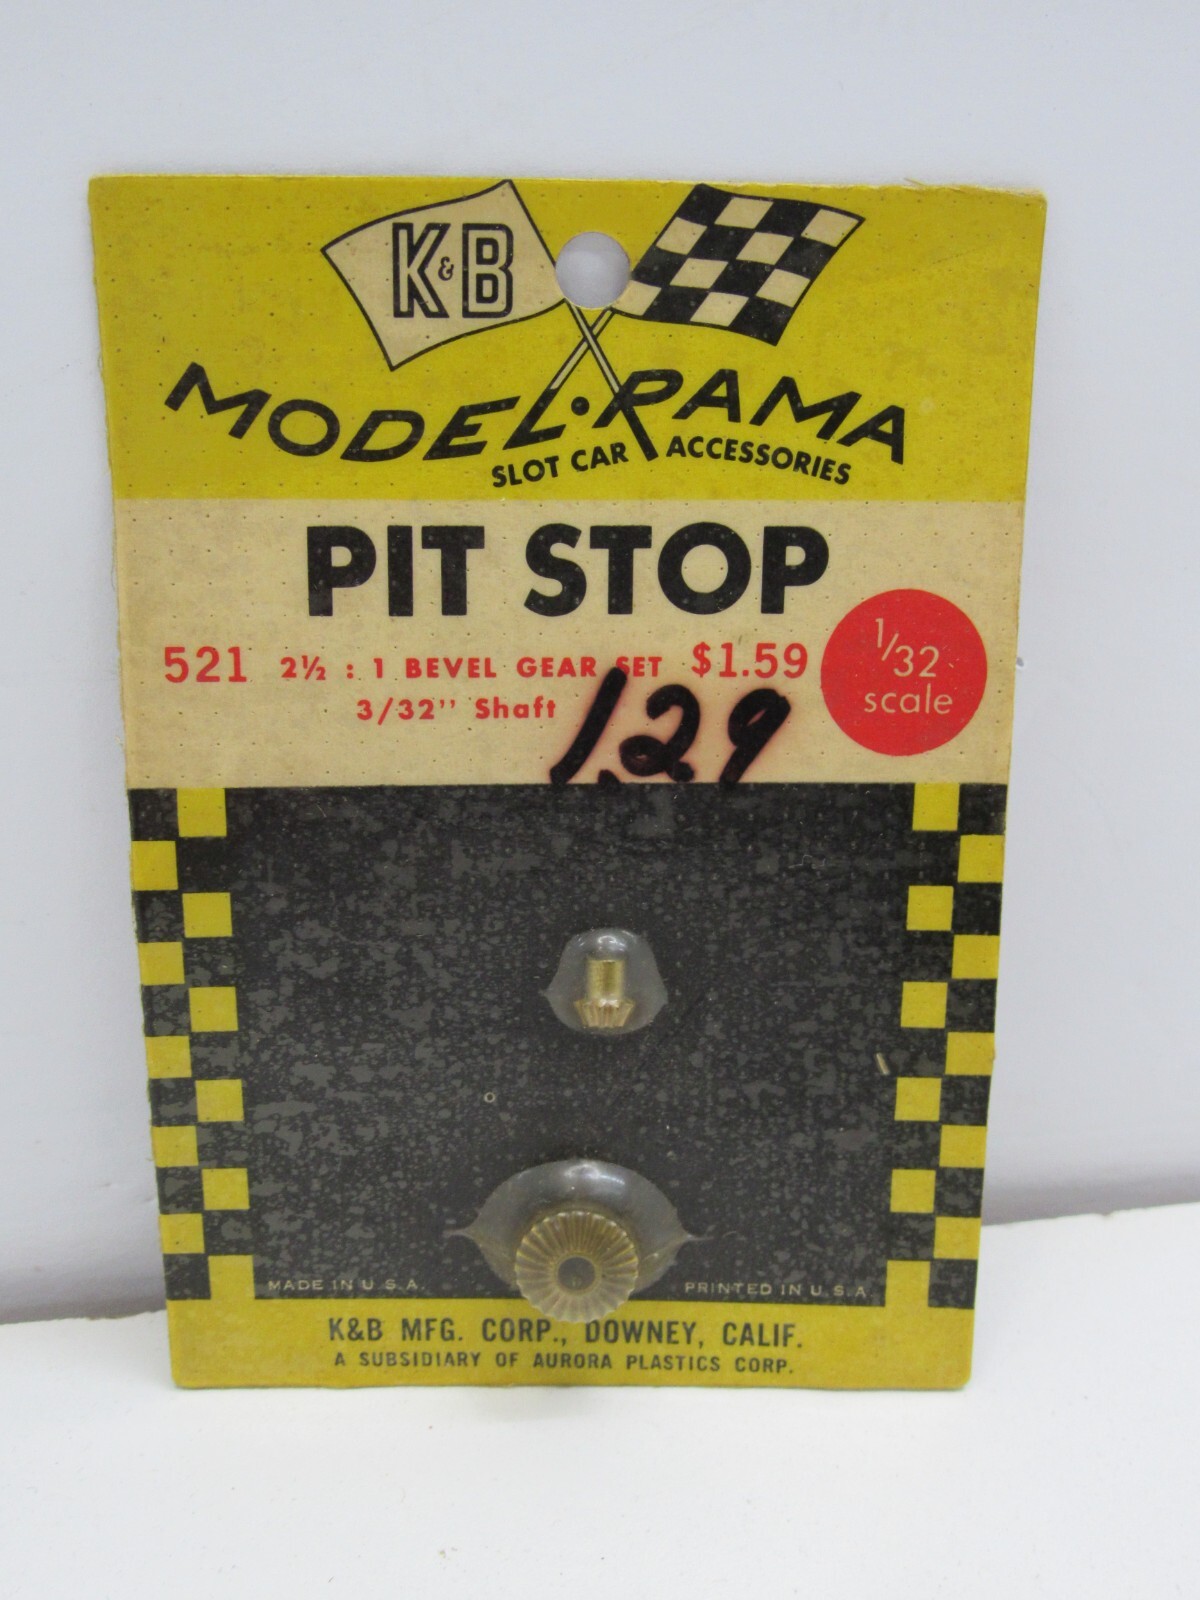 K&B
MODEL·RAMA
SLOT CAR ACCESSORIES
PIT STOP
521 2½ : 1 BEVEL GEAR SET $1.59
3/32" Shaft
1/32
scale
1.29
MADE IN U.S.A.
PRINTED IN U.S.A.
K&B MFG. CORP., DOWNEY, CALIF.
A SUBSIDIARY OF AURORA PLASTICS CORP.